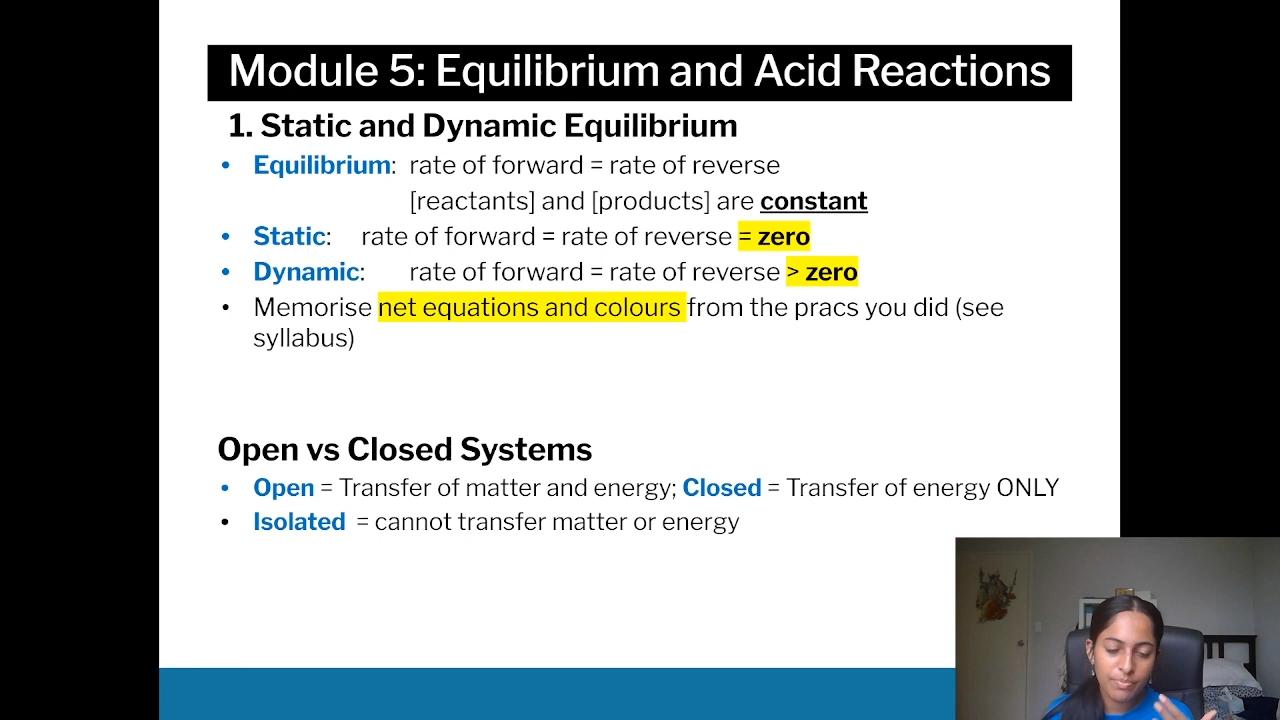 Module 5: Equilibrium and Acid Reactions
1. Static and Dynamic Equilibrium
• Equilibrium: rate of forward = rate of reverse
[reactants] and [products] are constant
• Static: rate of forward = rate of reverse = zero
• Dynamic: rate of forward = rate of reverse > zero
• Memorise net equations and colours from the pracs you did (see
syllabus)
Open vs Closed Systems
• Open = Transfer of matter and energy; Closed = Transfer of energy ONLY
• Isolated = cannot transfer matter or energy